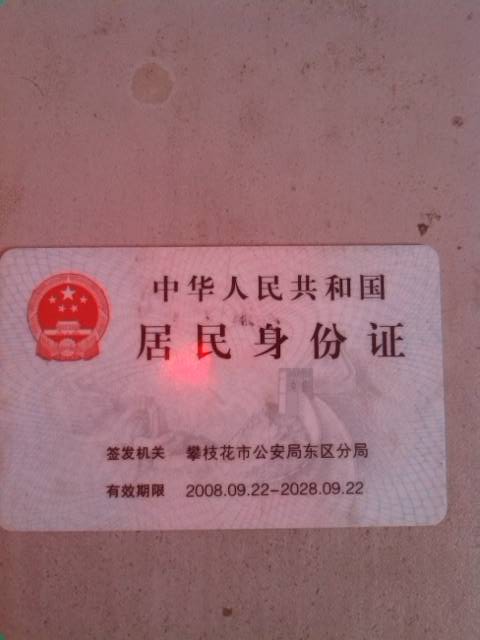 中华人民共和国
居民身份证
签发机关 攀枝花市公安局东区分局
有效期限 2008.09.22-2028.09.22